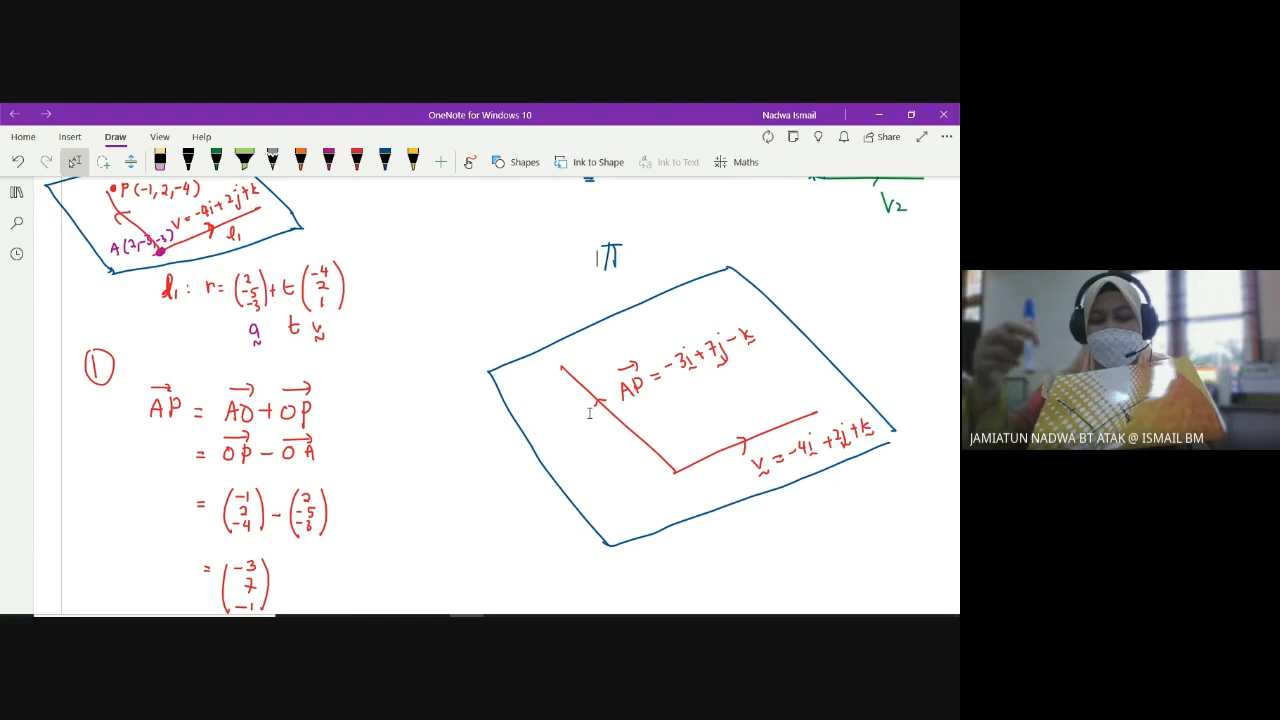 OneNote for Windows 10
Nadwa Ismail
Home Insert Draw View Help
Share
Shapes
Ink to Shape
Ink to Text
Maths
P(-1,2,-4)
v=-4i+2j+k
A(2,-5,-3)
l₁
V₂
π
l₁: r = (2 -5 -3) + t (-4 2 1)
a t v
①
AP = AO + OP
= OP - OA
= (-1 2 -4) - (2 -5 -3)
= (-3 7 -1)
AP = -3i+7j-k
v = -4i+2j+k
JAMIATUN NADWA BT ATAK @ ISMAIL BM